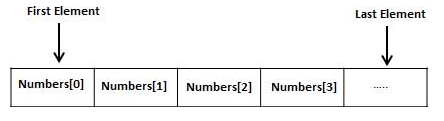 First Element
Last Element
Numbers[0] Numbers[1] Numbers[2] Numbers[3] .....